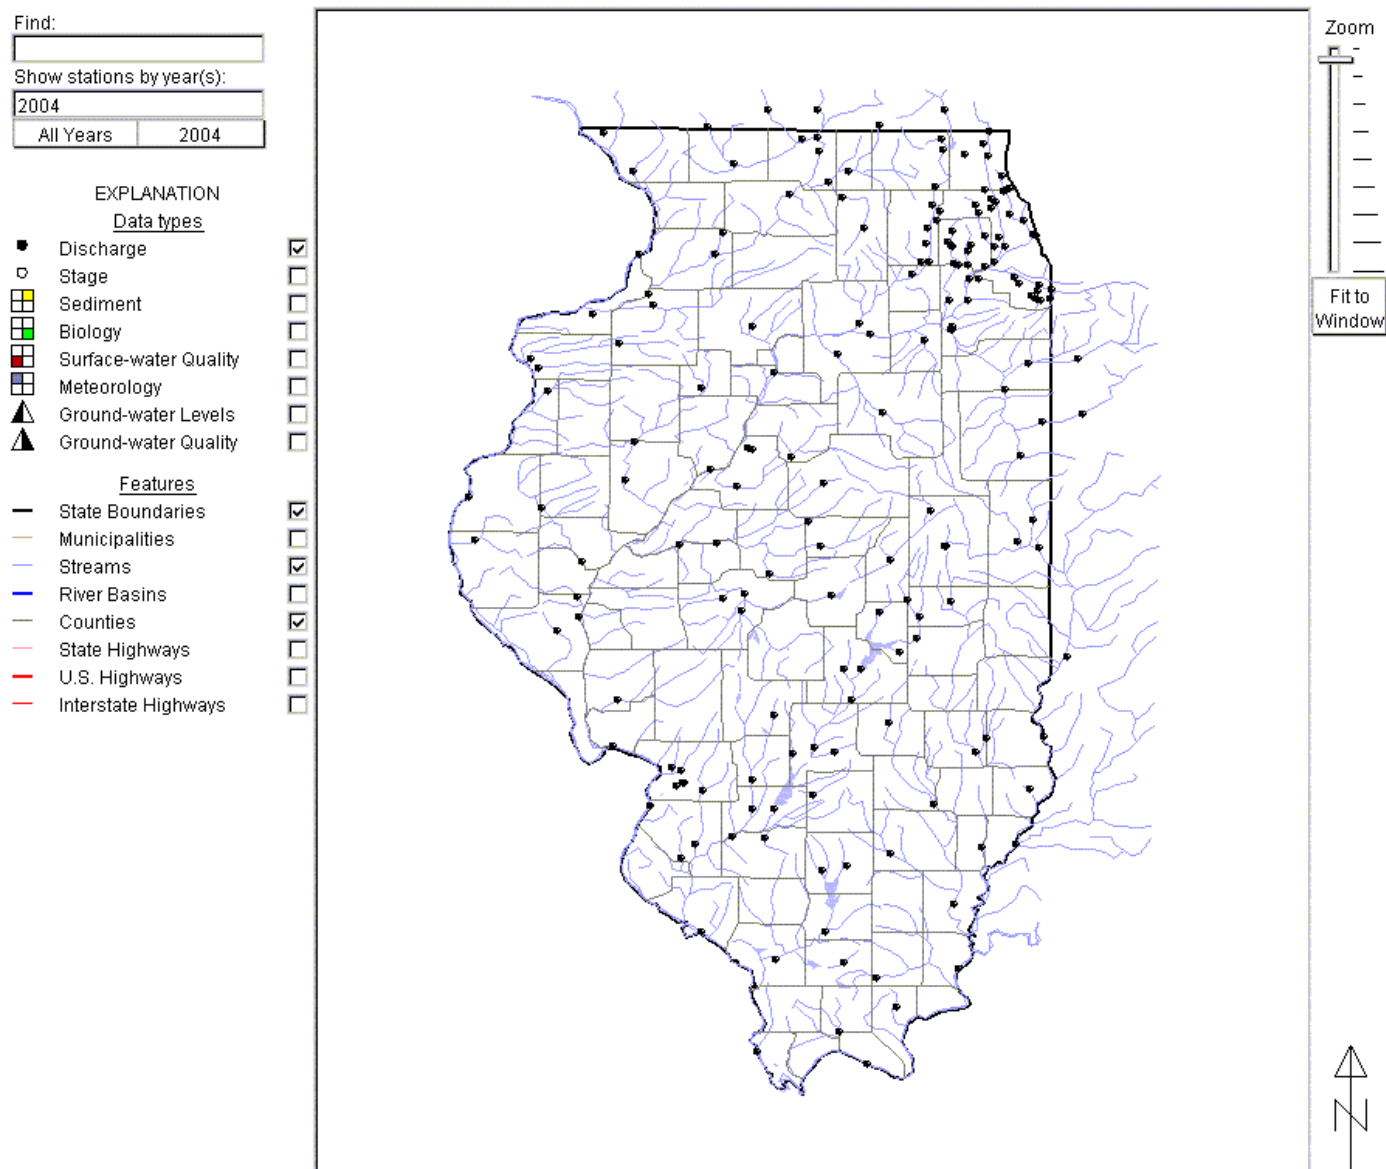 Find:
Show stations by year(s):
2004
All Years 2004
EXPLANATION
Data types
Discharge
Stage
Sediment
Biology
Surface-water Quality
Meteorology
Ground-water Levels
Ground-water Quality
Features
State Boundaries
Municipalities
Streams
River Basins
Counties
State Highways
U.S. Highways
Interstate Highways
Zoom
Fit to
Window
N